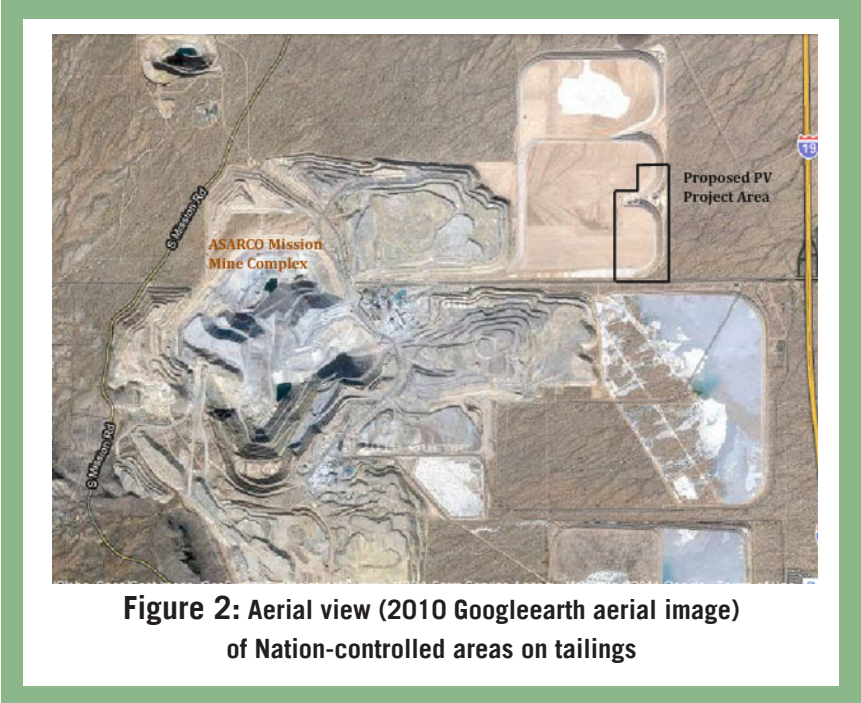 19
Proposed PV
Project Area
S Mission Rd
ASARCO Mission
Mine Complex
S Mission Rd
Figure 2: Aerial view (2010 Googleearth aerial image)
of Nation-controlled areas on tailings